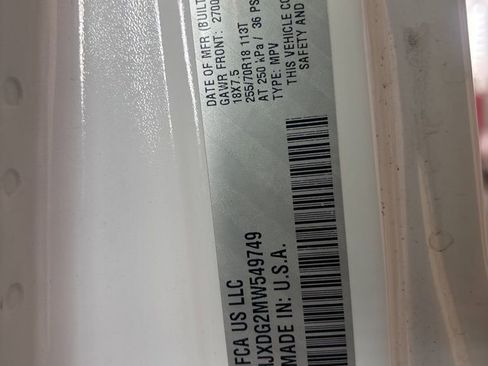 DATE OF MFR (BUILT
GAWR FRONT: 2700
18X7.5
255/70R18 113T
AT 250 kPa / 36 PS
TYPE: MPV
THIS VEHICLE CO
SAFETY AND
FCA US LLC
JXDG2MW549749
MADE IN: U.S.A.